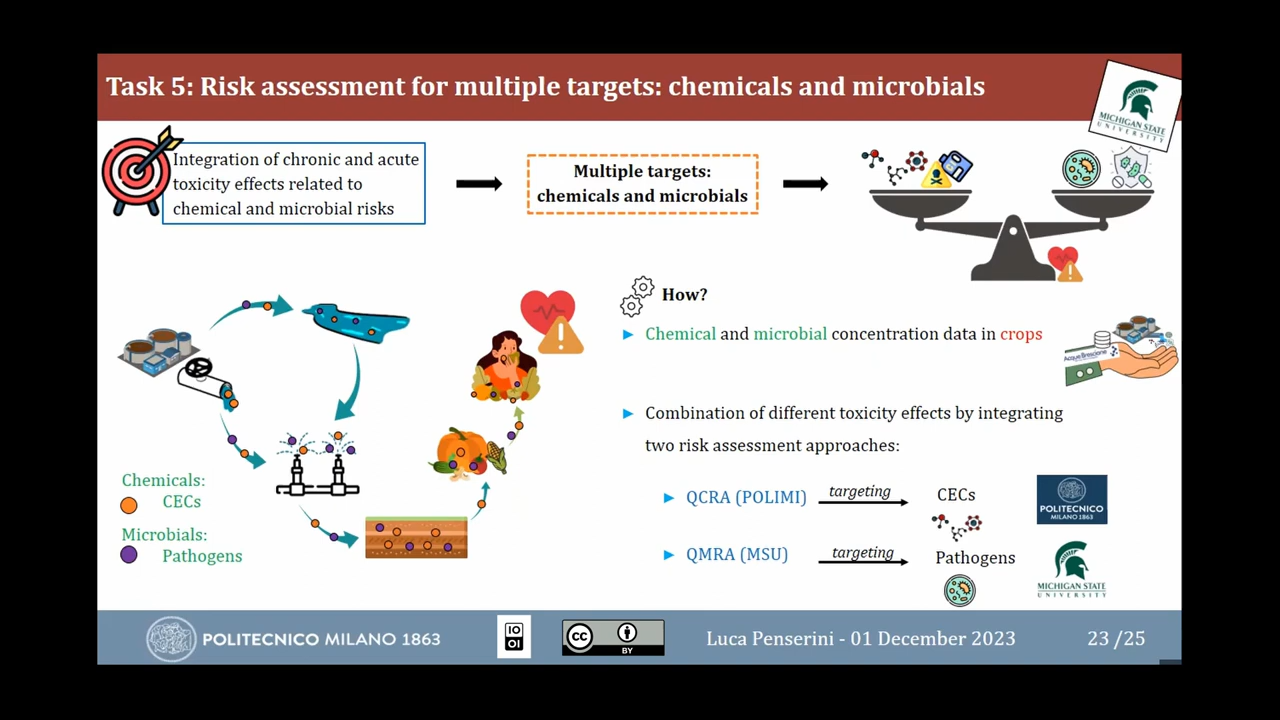 Task 5: Risk assessment for multiple targets: chemicals and microbials
MICHIGAN STATE
UNIVERSITY
Integration of chronic and acute
toxicity effects related to
chemical and microbial risks
Multiple targets:
chemicals and microbials
How?
Chemical and microbial concentration data in crops
Acque Bresciane
Combination of different toxicity effects by integrating
two risk assessment approaches:
QCRA (POLIMI)
targeting
CECs
POLITECNICO
MILANO 1863
QMRA (MSU)
targeting
Pathogens
MICHIGAN STATE
UNIVERSITY
Chemicals:
CECs
Microbials:
Pathogens
POLITECNICO MILANO 1863
IO
OI
CC
BY
Luca Penserini - 01 December 2023
23 /25